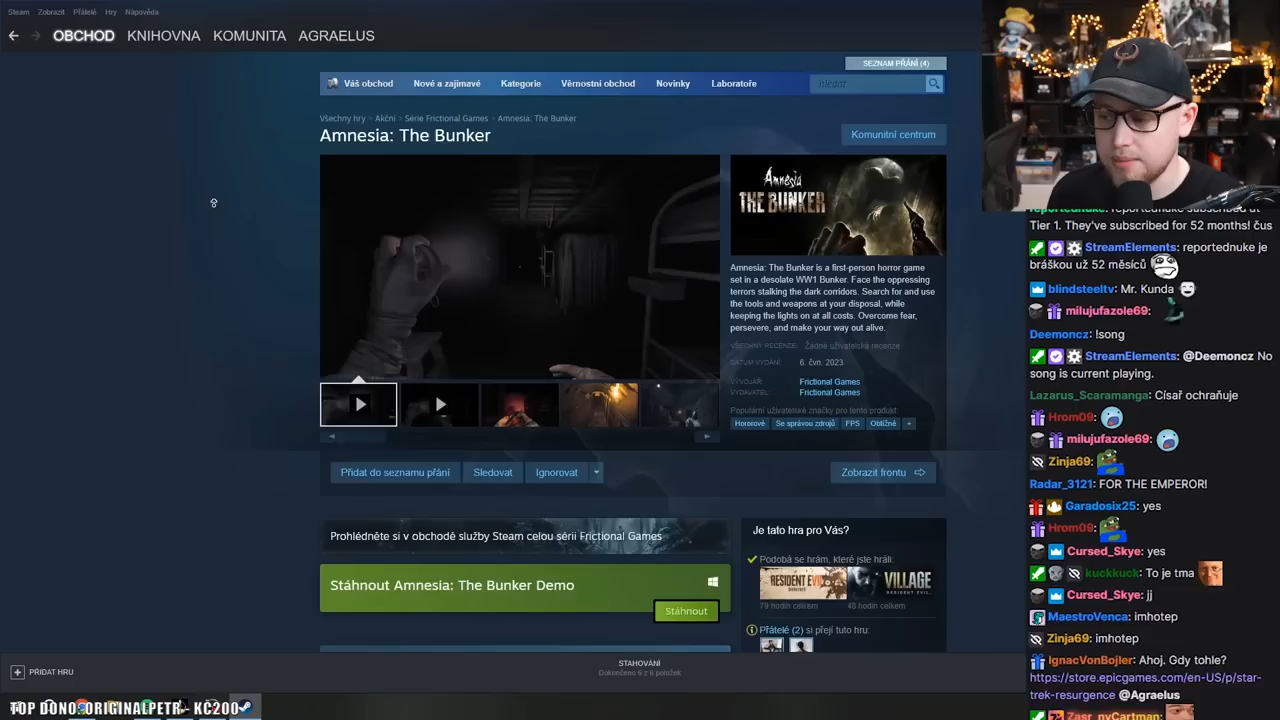 Steam Zobrazit Přátelé Hry Nápověda
OBCHOD KNIHOVNA KOMUNITA AGRAELUS
SEZNAM PŘÁNÍ (4)
Váš obchod Nové a zajímavé Kategorie Věrnostní obchod Novinky Laboratoře hledat
Všechny hry > Akční > Série Frictional Games > Amnesia: The Bunker
Amnesia: The Bunker
Komunitní centrum
Amnesia
THE BUNKER
Amnesia: The Bunker is a first-person horror game
set in a desolate WW1 Bunker. Face the oppressing
terrors stalking the dark corridors. Search for and use
the tools and weapons at your disposal, while
keeping the lights on at all costs. Overcome fear,
persevere, and make your way out alive.
VŠECHNY RECENZE: Žádné uživatelské recenze
DATUM VYDÁNÍ: 6. čvn. 2023
VÝVOJÁŘ: Frictional Games
VYDAVATEL: Frictional Games
Populární uživatelské značky pro tento produkt:
Hororové Se správou zdrojů FPS Obtížné +
Přidat do seznamu přání Sledovat Ignorovat Zobrazit frontu
Prohlédněte si v obchodě služby Steam celou sérii Frictional Games
Stáhnout Amnesia: The Bunker Demo
Stáhnout
Je tato hra pro Vás?
Podobá se hrám, které jste hráli:
RESIDENT EVIL
VILLAGE
79 hodin celkem 48 hodin celkem
Přátelé (2) si přejí tuto hru:
PŘIDAT HRU
STAHOVÁNÍ
Dokončeno 6 z 6 položek
TOP DONO: ORIGINALPETR - KČ200
reportednuke: reportednuke subscribed at
Tier 1. They've subscribed for 52 months! čus
StreamElements: reportednuke je
bráškou už 52 měsíců
blindsteeltv: Mr. Kunda
milujufazole69:
Deemoncz: !song
StreamElements: @Deemoncz No
song is current playing.
Lazarus_Scaramanga: Císař ochraňuje
Hrom09:
milujufazole69:
Zinja69:
Radar_3121: FOR THE EMPEROR!
Garadosix25: yes
Hrom09:
Cursed_Skye: yes
kuckkuck: To je tma
Cursed_Skye: jj
MaestroVenca: imhotep
Zinja69: imhotep
IgnacVonBojler: Ahoj. Gdy tohle?
https://store.epicgames.com/en-US/p/star-
trek-resurgence @Agraelus
Zasr_nyCartman: